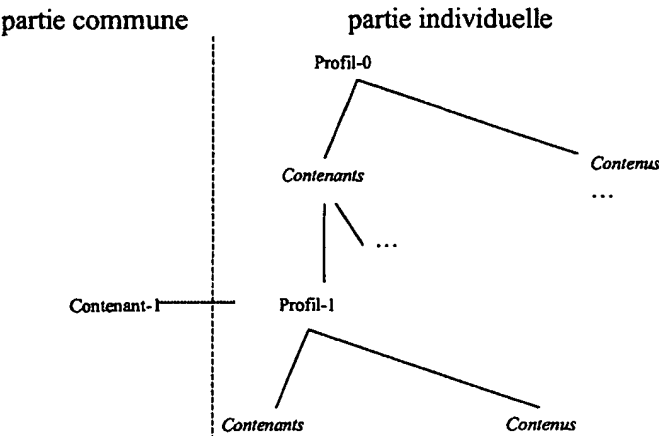 partie commune
partie individuelle
Profil-0
Contenants
Contenus
...
...
Contenant-1
Profil-1
Contenants
Contenus